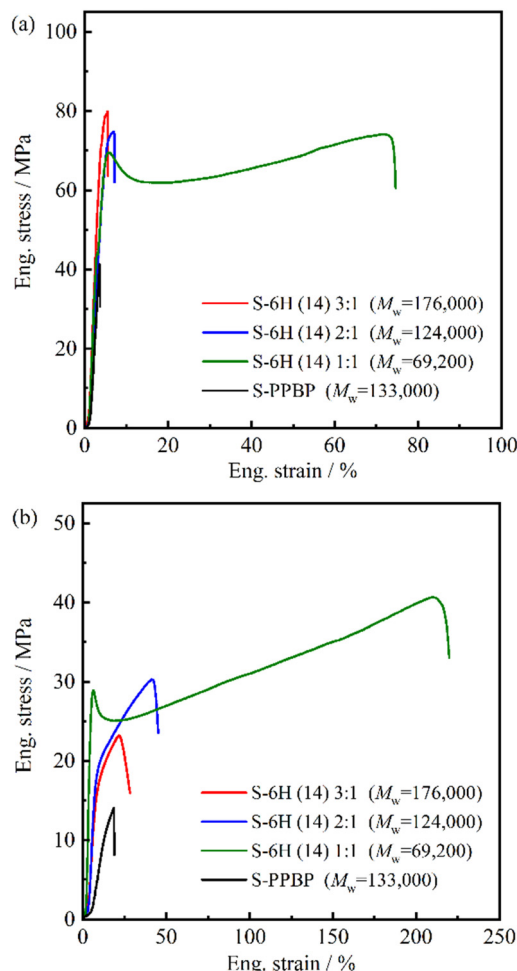 (a)
100
80
60
40
20
0
Eng. stress / MPa
S-6H (14) 3:1 (Mw=176,000)
S-6H (14) 2:1 (Mw=124,000)
S-6H (14) 1:1 (Mw=69,200)
S-PPBP (Mw=133,000)
0 20 40 60 80 100
Eng. strain / %
(b)
50
40
30
20
10
0
Eng. stress / MPa
S-6H (14) 3:1 (Mw=176,000)
S-6H (14) 2:1 (Mw=124,000)
S-6H (14) 1:1 (Mw=69,200)
S-PPBP (Mw=133,000)
0 50 100 150 200 250
Eng. strain / %